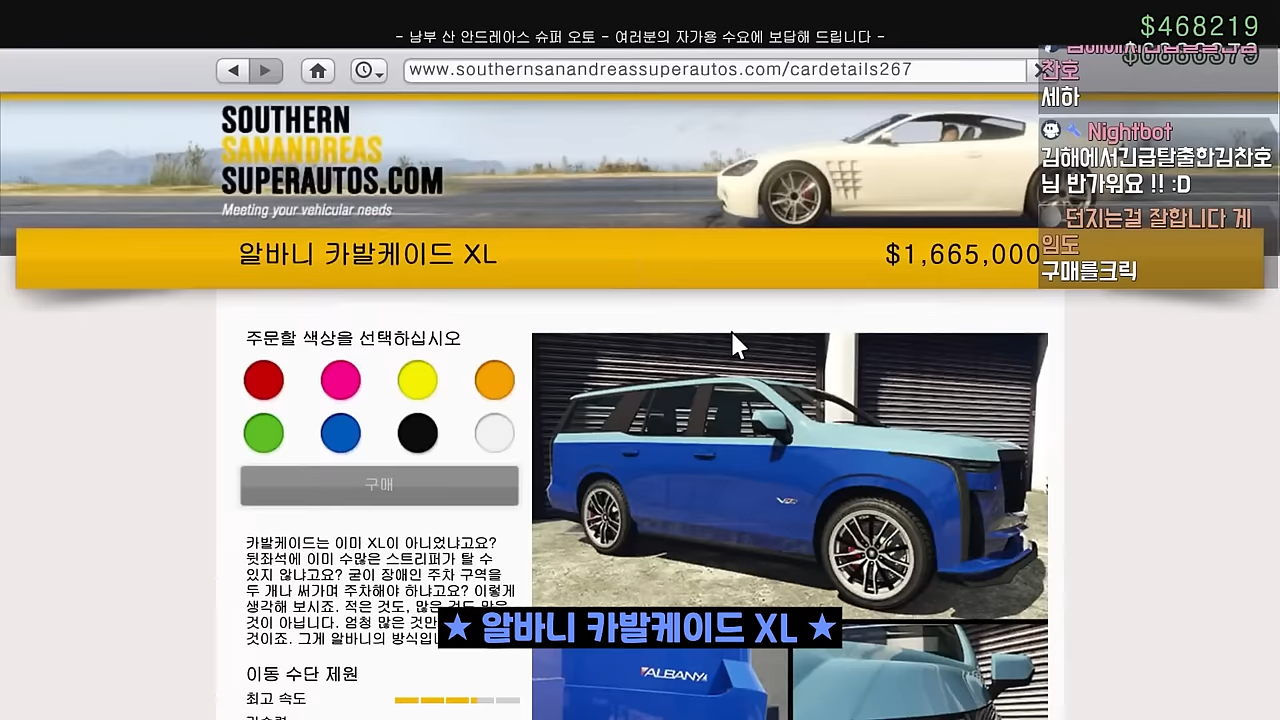 - 남부 산 안드레아스 슈퍼 오토 - 여러분의 자가용 수요에 보답해 드립니다 -
$468219
www.southernsanandreassuperautos.com/cardetails267
찬호
세하
SOUTHERN
SANANDREAS
SUPERAUTOS.COM
Meeting your vehicular needs
Nightbot
김해에서긴급탈출한김찬호
님 반가워요 !! :D
던지는걸 잘합니다 게
임도
구매를크릭
알바니 카발케이드 XL
$1,665,000
주문할 색상을 선택하십시오
구매
카발케이드는 이미 XL이 아니었냐고요?
뒷좌석에 이미 수많은 스트리퍼가 탈 수
있지 않냐고요? 굳이 장애인 주차 구역을
두 개나 써가며 주차해야 하냐고요? 이렇게
생각해 보시죠. 적은 것도, 많은 것도 많은
것이 아닙니다. 엄청 많은 것만
것이죠. 그게 알바니의 방식입
★ 알바니 카발케이드 XL ★
이동 수단 제원
최고 속도
ALBANY